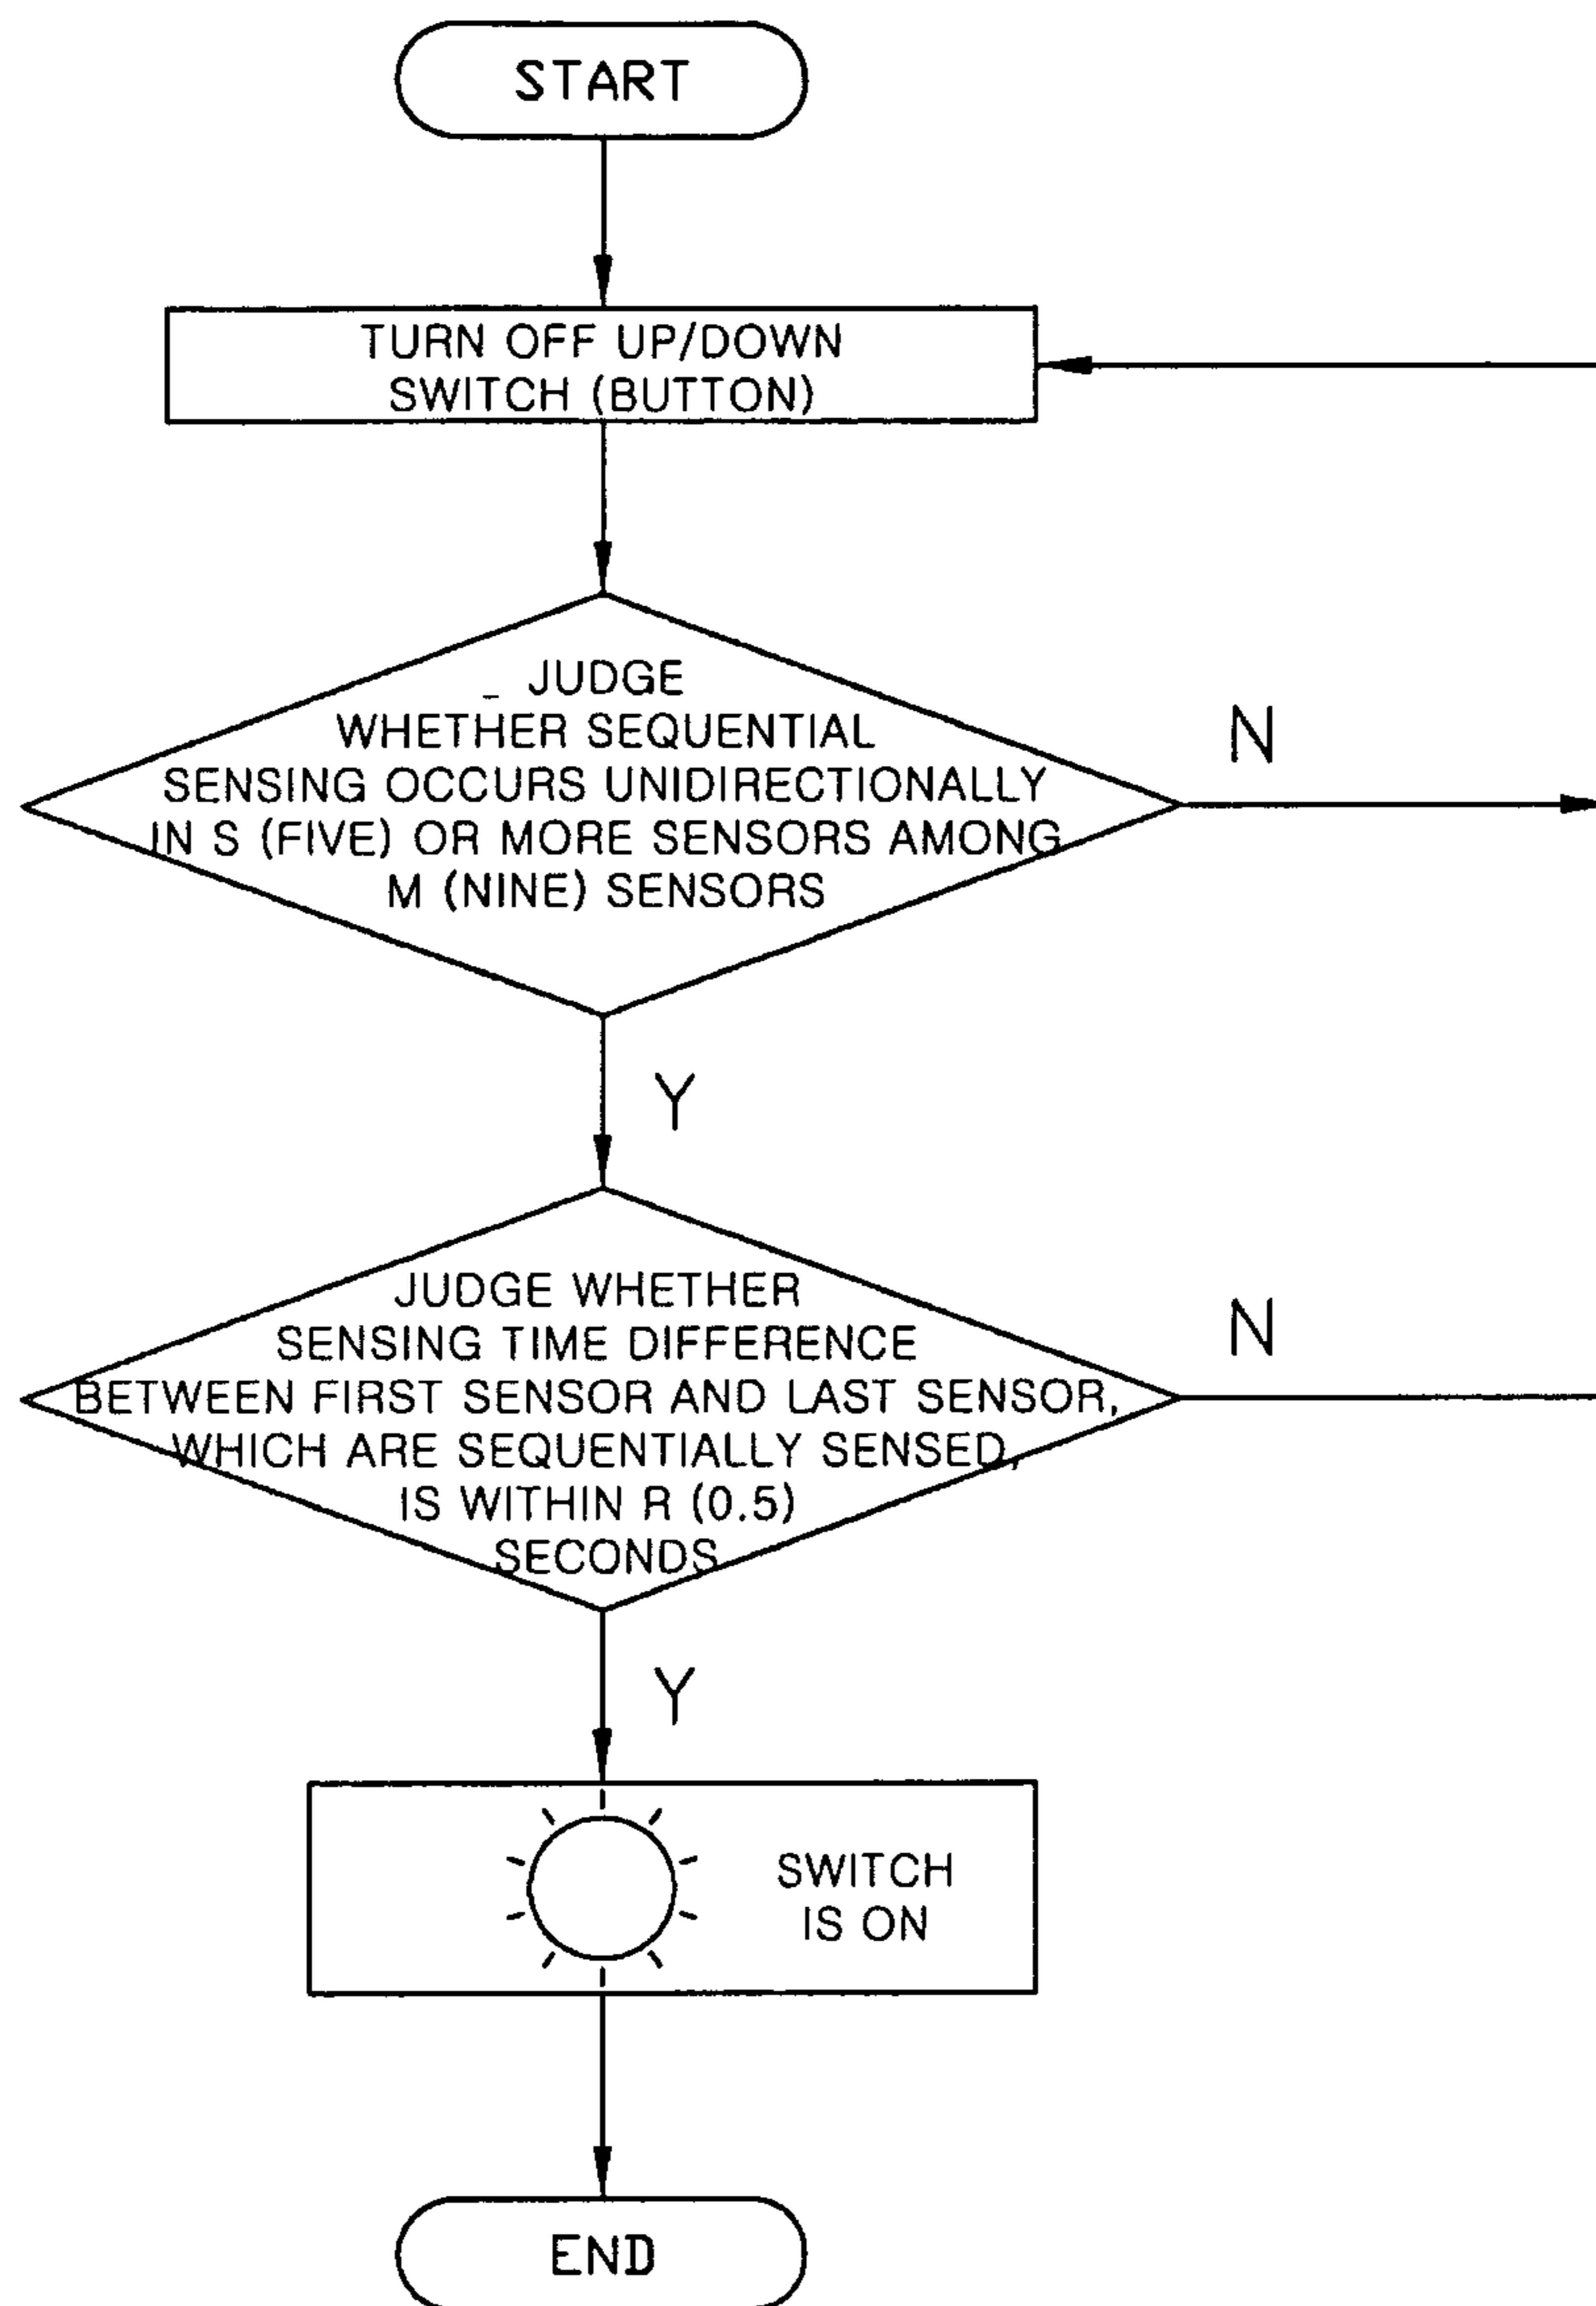 START
TURN OFF UP/DOWN
SWITCH (BUTTON)
JUDGE
WHETHER SEQUENTIAL
SENSING OCCURS UNIDIRECTIONALLY
IN S (FIVE) OR MORE SENSORS AMONG
M (NINE) SENSORS
N
Y
JUDGE WHETHER
SENSING TIME DIFFERENCE
BETWEEN FIRST SENSOR AND LAST SENSOR,
WHICH ARE SEQUENTIALLY SENSED,
IS WITHIN R (0.5)
SECONDS
N
Y
SWITCH
IS ON
END